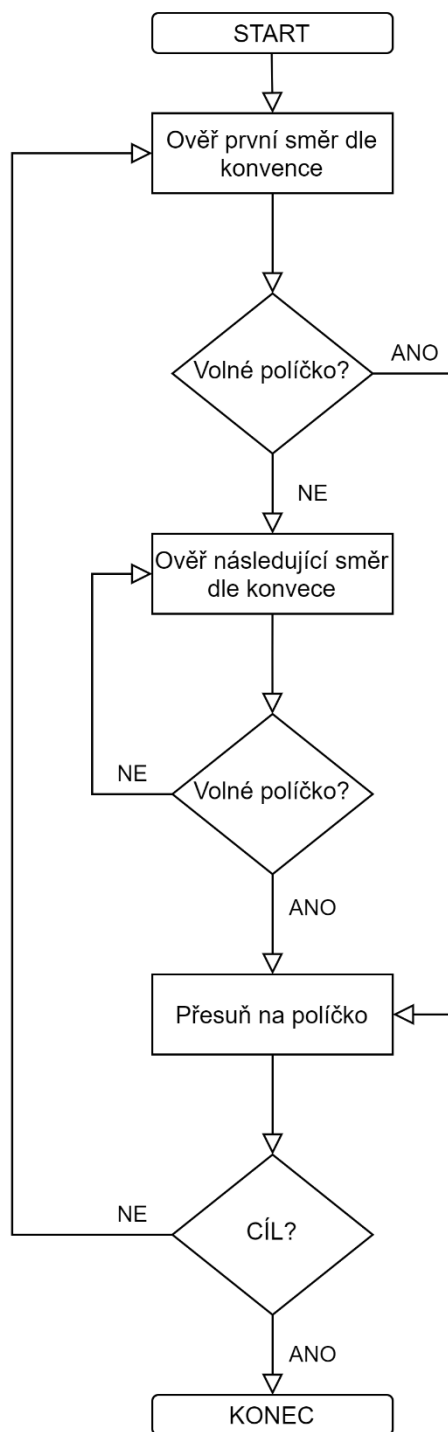 START
Ověř první směr dle
konvence
Volné políčko?
ANO
NE
Ověř následující směr
dle konvece
Volné políčko?
NE
ANO
Přesuň na políčko
CÍL?
NE
ANO
KONEC